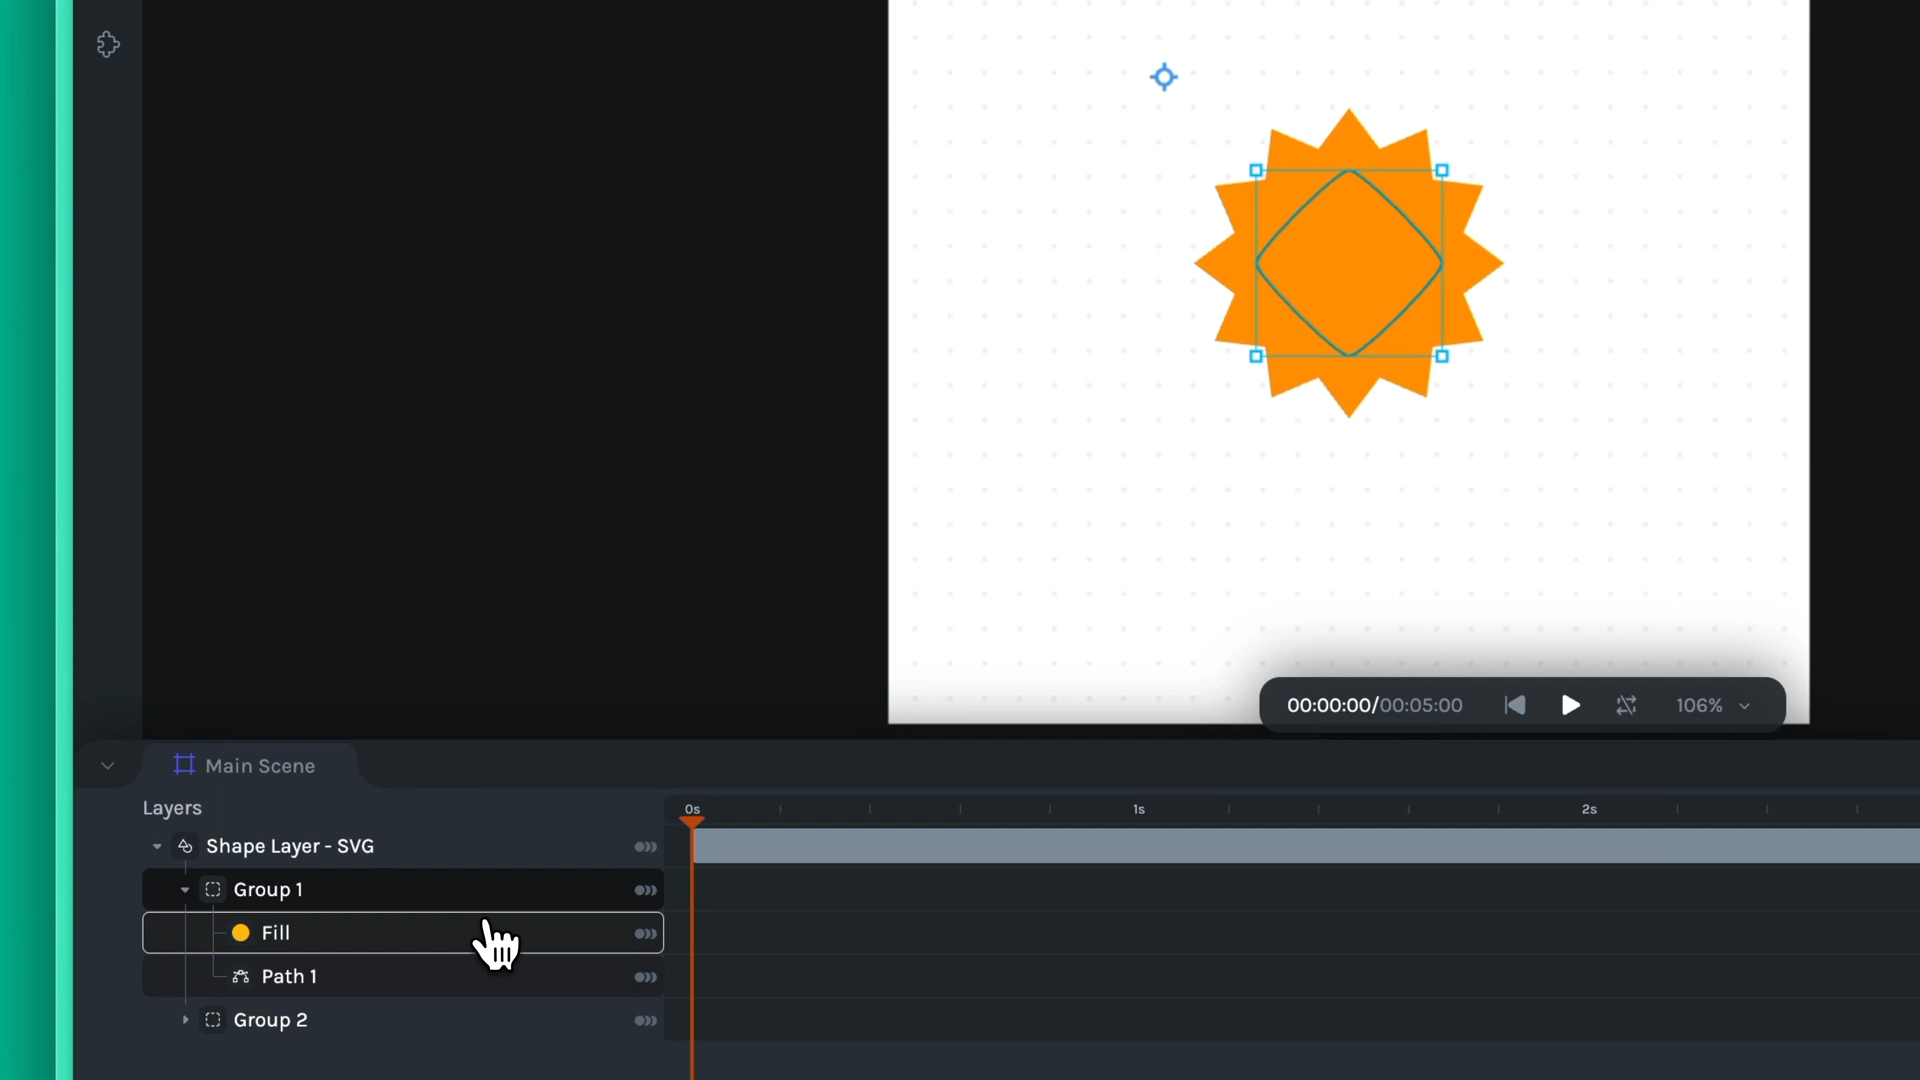 00:00:00/00:05:00 106%
Main Scene
Layers
0s 1s 2s
Shape Layer - SVG
Group 1
Fill
Path 1
Group 2